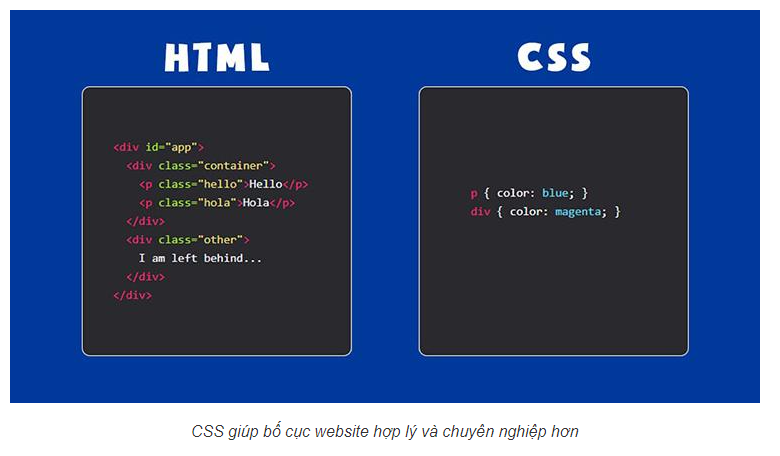 HTML
<div id="app">
<div class="container">
<p class="hello">Hello</p>
<p class="hola">Hola</p>
</div>
<div class="other">
I am left behind...
</div>
</div>
CSS
p { color: blue; }
div { color: magenta; }
CSS giúp bố cục website hợp lý và chuyên nghiệp hơn